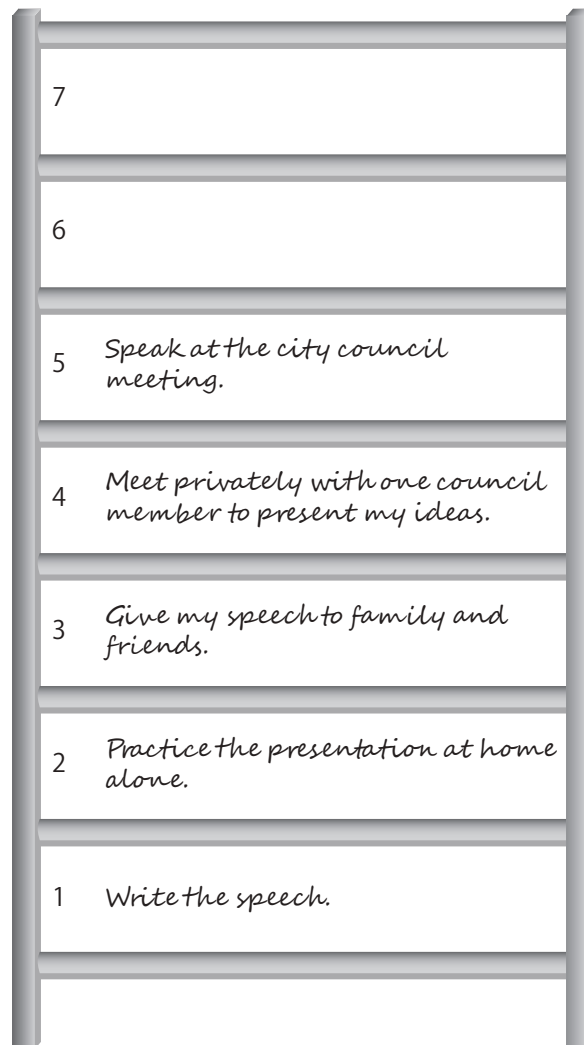 7
6
5 Speak at the city council
meeting.
4 Meet privately with one council
member to present my ideas.
3 Give my speech to family and
friends.
2 Practice the presentation at home
alone.
1 Write the speech.